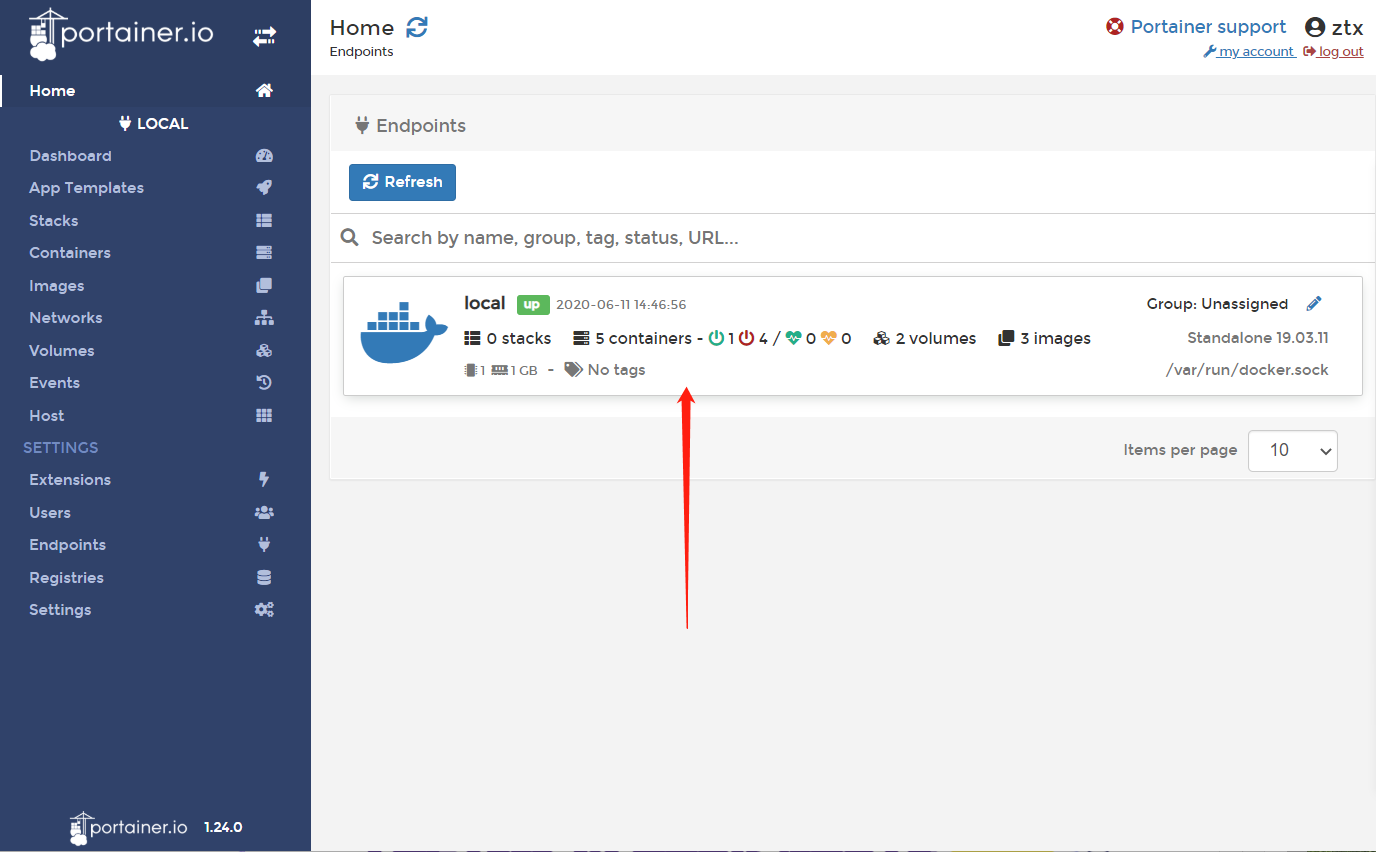 portainer.io
Home
LOCAL
Dashboard
App Templates
Stacks
Containers
Images
Networks
Volumes
Events
Host
SETTINGS
Extensions
Users
Endpoints
Registries
Settings
portainer.io 1.24.0
Home
Endpoints
Portainer support ztx
my account log out
Endpoints
Refresh
Search by name, group, tag, status, URL...
local up 2020-06-11 14:46:56 Group: Unassigned
0 stacks 5 containers - 1 4 / 0 0 2 volumes 3 images Standalone 19.03.11
1 1 GB - No tags /var/run/docker.sock
Items per page 10